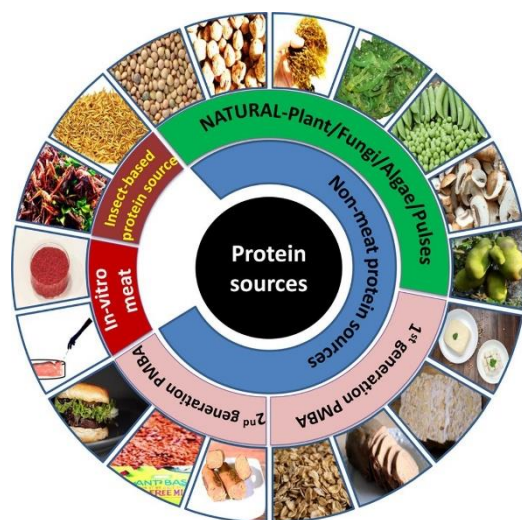 Protein
sources
Non-meat protein sources
NATURAL-Plant/Fungi/Algae/Pulses
1st generation PMBA
2nd generation PMBA
In-vitro
meat
Insect-based
protein source